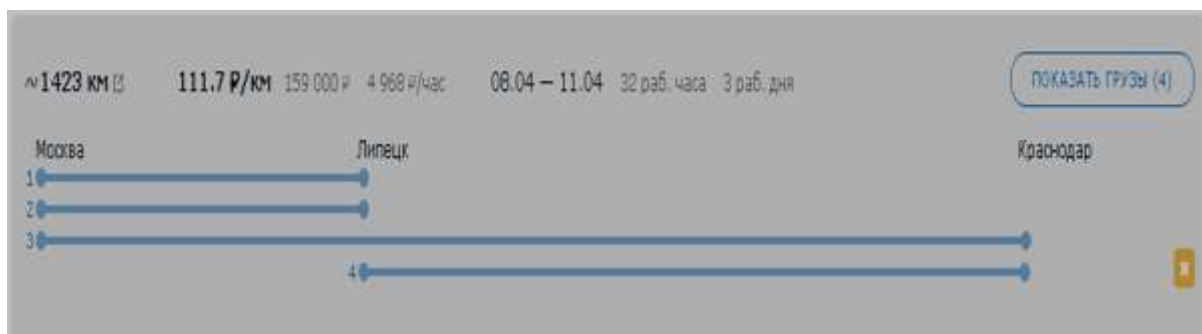 ~1423 км 111.7 ₽/км 159 000 ₽ 4 968 ₽/час 08.04 — 11.04 32 раб. часа 3 раб. дня ПОКАЗАТЬ ГРУЗЫ (4)
Москва Липецк Краснодар
1
2
3
4